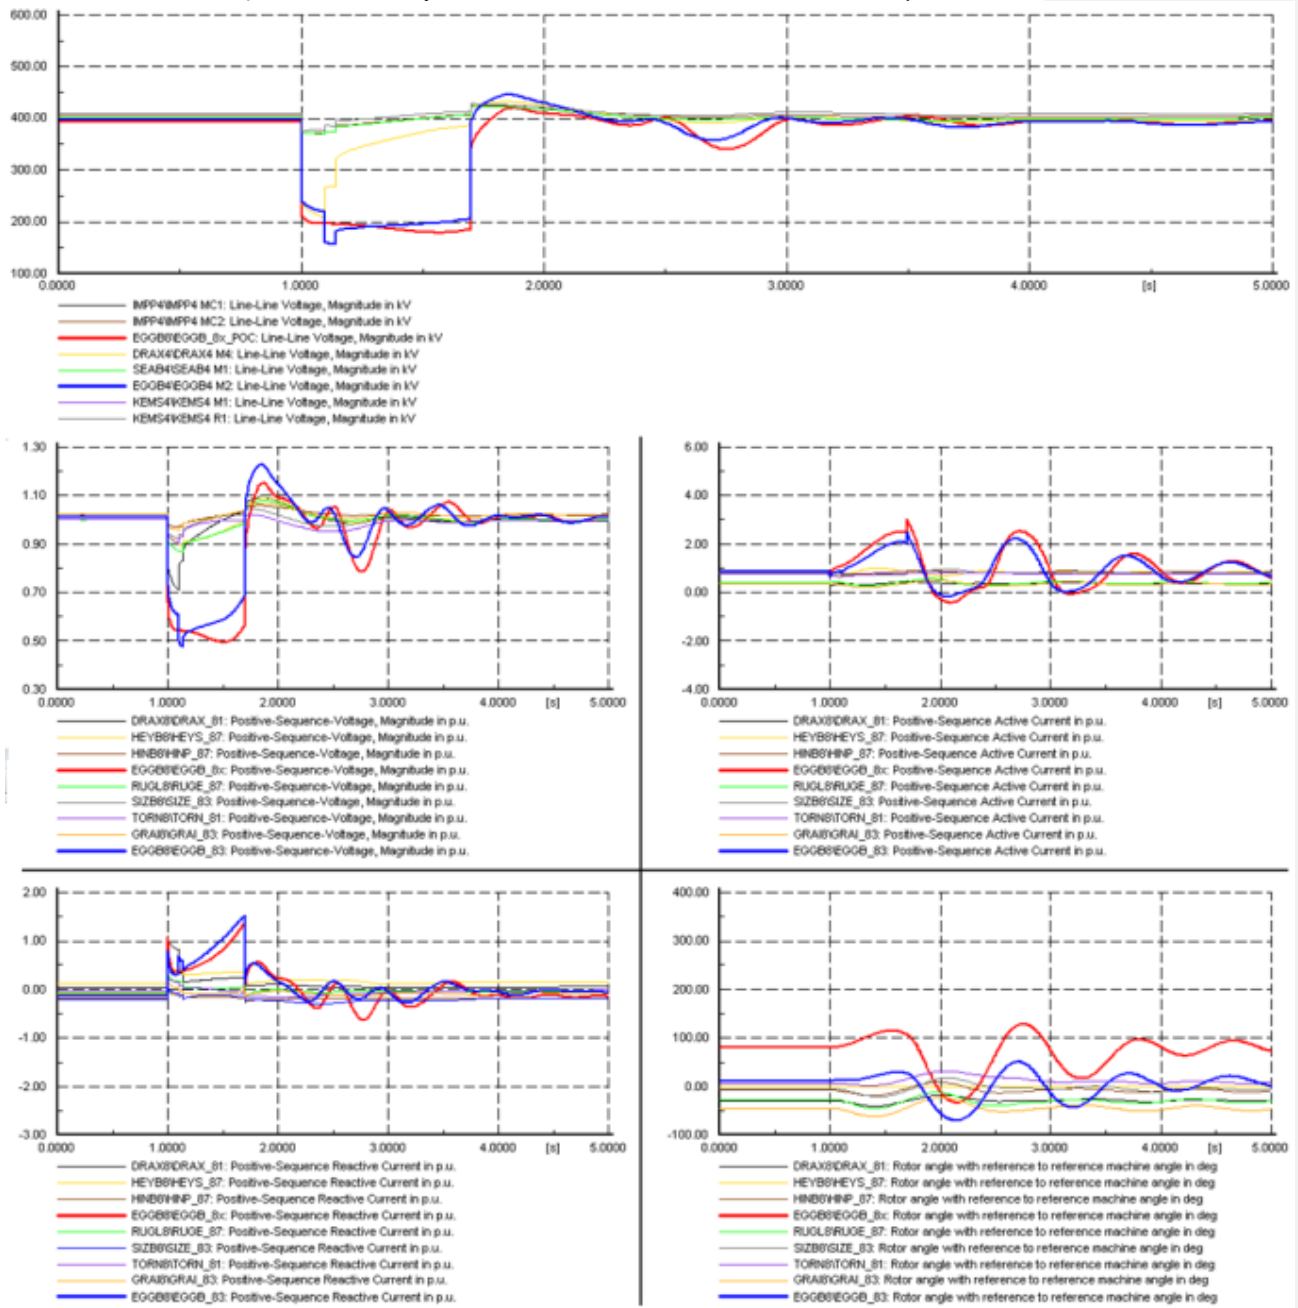 600.00
500.00
400.00
300.00
200.00
100.00
0.0000 1.0000 2.0000 3.0000 4.0000 [s] 5.0000
IMPP4\IMPP4 MC1: Line-Line Voltage, Magnitude in kV
IMPP4\IMPP4 MC2: Line-Line Voltage, Magnitude in kV
EGGB8\EGGB_8x_POC: Line-Line Voltage, Magnitude in kV
DRAX4\DRAX4 M4: Line-Line Voltage, Magnitude in kV
SEAB4\SEAB4 M1: Line-Line Voltage, Magnitude in kV
EGGB4\EGGB4 M2: Line-Line Voltage, Magnitude in kV
KEMS4\KEMS4 M1: Line-Line Voltage, Magnitude in kV
KEMS4\KEMS4 R1: Line-Line Voltage, Magnitude in kV
1.30
1.10
0.90
0.70
0.50
0.30
0.0000 1.0000 2.0000 3.0000 4.0000 [s] 5.0000
DRAX8\DRAX_81: Positive-Sequence-Voltage, Magnitude in p.u.
HEYB8\HEYS_87: Positive-Sequence-Voltage, Magnitude in p.u.
HINB8\HINP_87: Positive-Sequence-Voltage, Magnitude in p.u.
EGGB8\EGGB_8x: Positive-Sequence-Voltage, Magnitude in p.u.
RUGL8\RUGE_87: Positive-Sequence-Voltage, Magnitude in p.u.
SIZB8\SIZE_83: Positive-Sequence-Voltage, Magnitude in p.u.
TORN8\TORN_81: Positive-Sequence-Voltage, Magnitude in p.u.
GRAI8\GRAI_83: Positive-Sequence-Voltage, Magnitude in p.u.
EGGB8\EGGB_83: Positive-Sequence-Voltage, Magnitude in p.u.
6.00
4.00
2.00
0.00
-2.00
-4.00
0.0000 1.0000 2.0000 3.0000 4.0000 [s] 5.0000
DRAX8\DRAX_81: Positive-Sequence Active Current in p.u.
HEYB8\HEYS_87: Positive-Sequence Active Current in p.u.
HINB8\HINP_87: Positive-Sequence Active Current in p.u.
EGGB8\EGGB_8x: Positive-Sequence Active Current in p.u.
RUGL8\RUGE_87: Positive-Sequence Active Current in p.u.
SIZB8\SIZE_83: Positive-Sequence Active Current in p.u.
TORN8\TORN_81: Positive-Sequence Active Current in p.u.
GRAI8\GRAI_83: Positive-Sequence Active Current in p.u.
EGGB8\EGGB_83: Positive-Sequence Active Current in p.u.
2.00
1.00
0.00
-1.00
-2.00
-3.00
0.0000 1.0000 2.0000 3.0000 4.0000 [s] 5.0000
DRAX8\DRAX_81: Positive-Sequence Reactive Current in p.u.
HEYB8\HEYS_87: Positive-Sequence Reactive Current in p.u.
HINB8\HINP_87: Positive-Sequence Reactive Current in p.u.
EGGB8\EGGB_8x: Positive-Sequence Reactive Current in p.u.
RUGL8\RUGE_87: Positive-Sequence Reactive Current in p.u.
SIZB8\SIZE_83: Positive-Sequence Reactive Current in p.u.
TORN8\TORN_81: Positive-Sequence Reactive Current in p.u.
GRAI8\GRAI_83: Positive-Sequence Reactive Current in p.u.
EGGB8\EGGB_83: Positive-Sequence Reactive Current in p.u.
400.00
300.00
200.00
100.00
0.00
-100.00
0.0000 1.0000 2.0000 3.0000 4.0000 [s] 5.0000
DRAX8\DRAX_81: Rotor angle with reference to reference machine angle in deg
HEYB8\HEYS_87: Rotor angle with reference to reference machine angle in deg
HINB8\HINP_87: Rotor angle with reference to reference machine angle in deg
EGGB8\EGGB_8x: Rotor angle with reference to reference machine angle in deg
RUGL8\RUGE_87: Rotor angle with reference to reference machine angle in deg
SIZB8\SIZE_83: Rotor angle with reference to reference machine angle in deg
TORN8\TORN_81: Rotor angle with reference to reference machine angle in deg
GRAI8\GRAI_83: Rotor angle with reference to reference machine angle in deg
EGGB8\EGGB_83: Rotor angle with reference to reference machine angle in deg